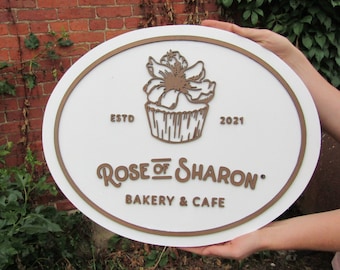 ESTD 2021
ROSE OF SHARON
BAKERY & CAFE